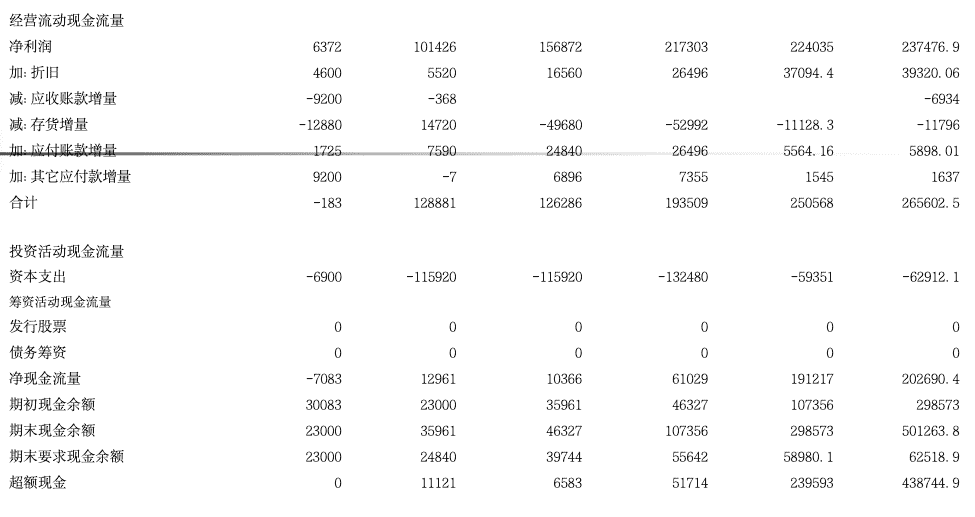 经营流动现金流量
净利润 6372 101426 156872 217303 224035 237476.9
加: 折旧 4600 5520 16560 26496 37094.4 39320.06
减: 应收账款增量 -9200 -368 -6934
减: 存货增量 -12880 14720 -49680 -52992 -11128.3 -11796
加: 应付账款增量 1725 7590 24840 26496 5564.16 5898.01
加: 其它应付款增量 9200 -7 6896 7355 1545 1637
合计 -183 128881 126286 193509 250568 265602.5
投资活动现金流量
资本支出 -6900 -115920 -115920 -132480 -59351 -62912.1
筹资活动现金流量
发行股票 0 0 0 0 0 0
债务筹资 0 0 0 0 0 0
净现金流量 -7083 12961 10366 61029 191217 202690.4
期初现金余额 30083 23000 35961 46327 107356 298573
期末现金余额 23000 35961 46327 107356 298573 501263.8
期末要求现金余额 23000 24840 39744 55642 58980.1 62518.9
超额现金 0 11121 6583 51714 239593 438744.9